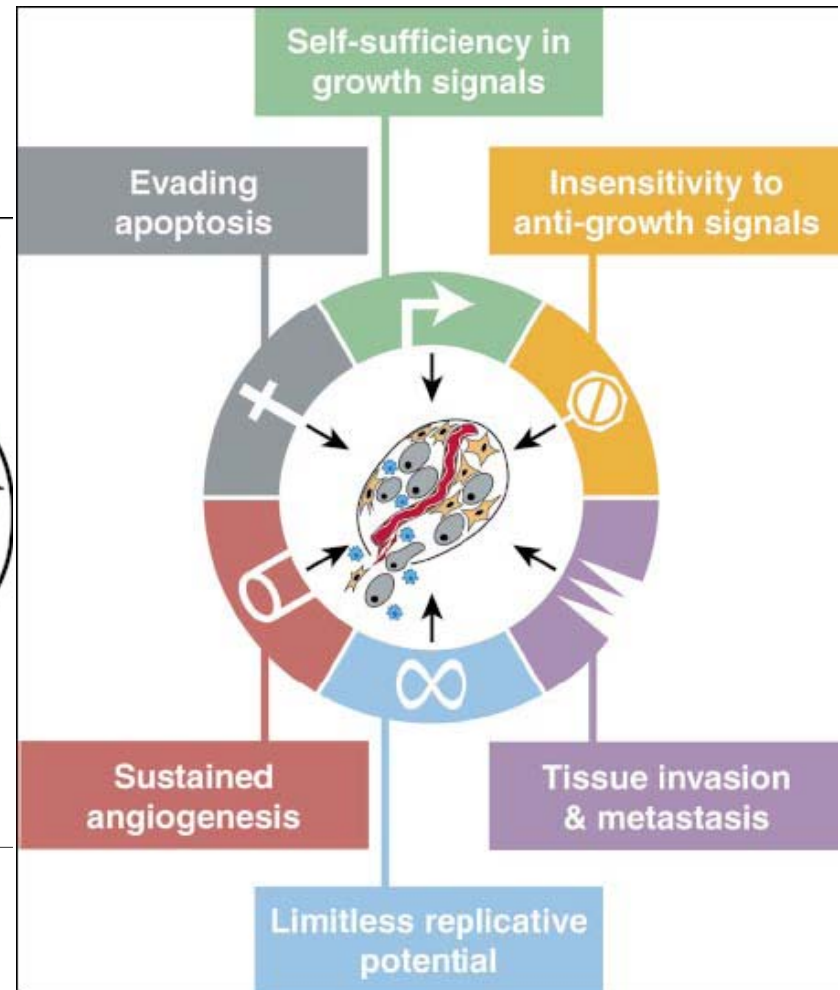 Self-sufficiency in
growth signals
Evading
apoptosis
Insensitivity to
anti-growth signals
Sustained
angiogenesis
Tissue invasion
& metastasis
Limitless replicative
potential